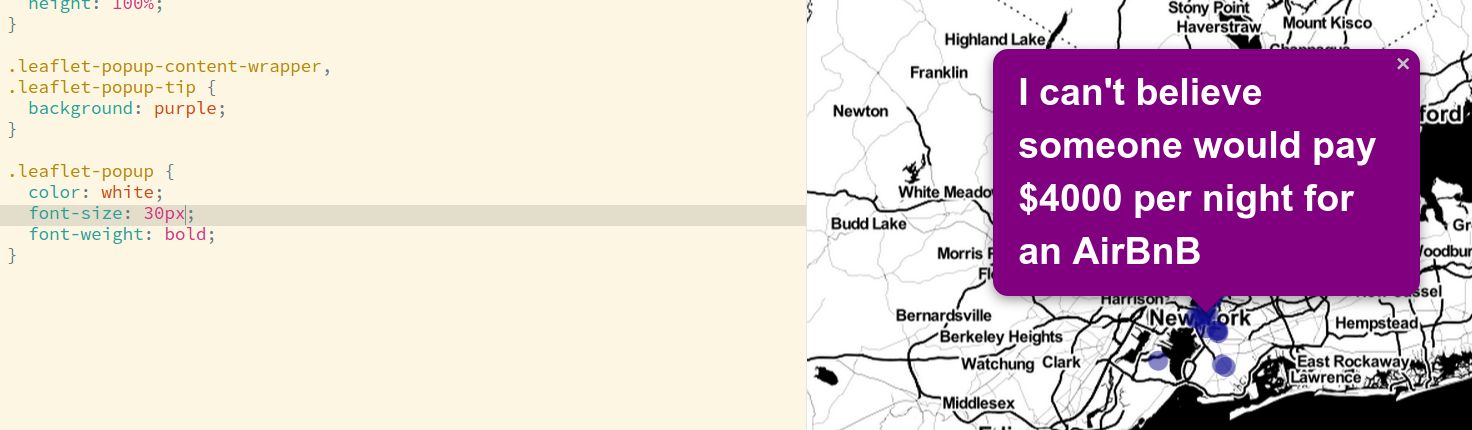 height: 100%;
}
.leaflet-popup-content-wrapper,
.leaflet-popup-tip {
background: purple;
}
.leaflet-popup {
color: white;
font-size: 30px;
font-weight: bold;
}
Stony Point
Haverstraw
Mount Kisco
Highland Lake
Franklin
Newton
White Meadow
Budd Lake
Morris
Harrison
Bernardsville
New York
Berkeley Heights
Hempstead
Watchung
Clark
East Rockaway
Lawrence
Middlesex
×
I can't believe
someone would pay
$4000 per night for
an AirBnB